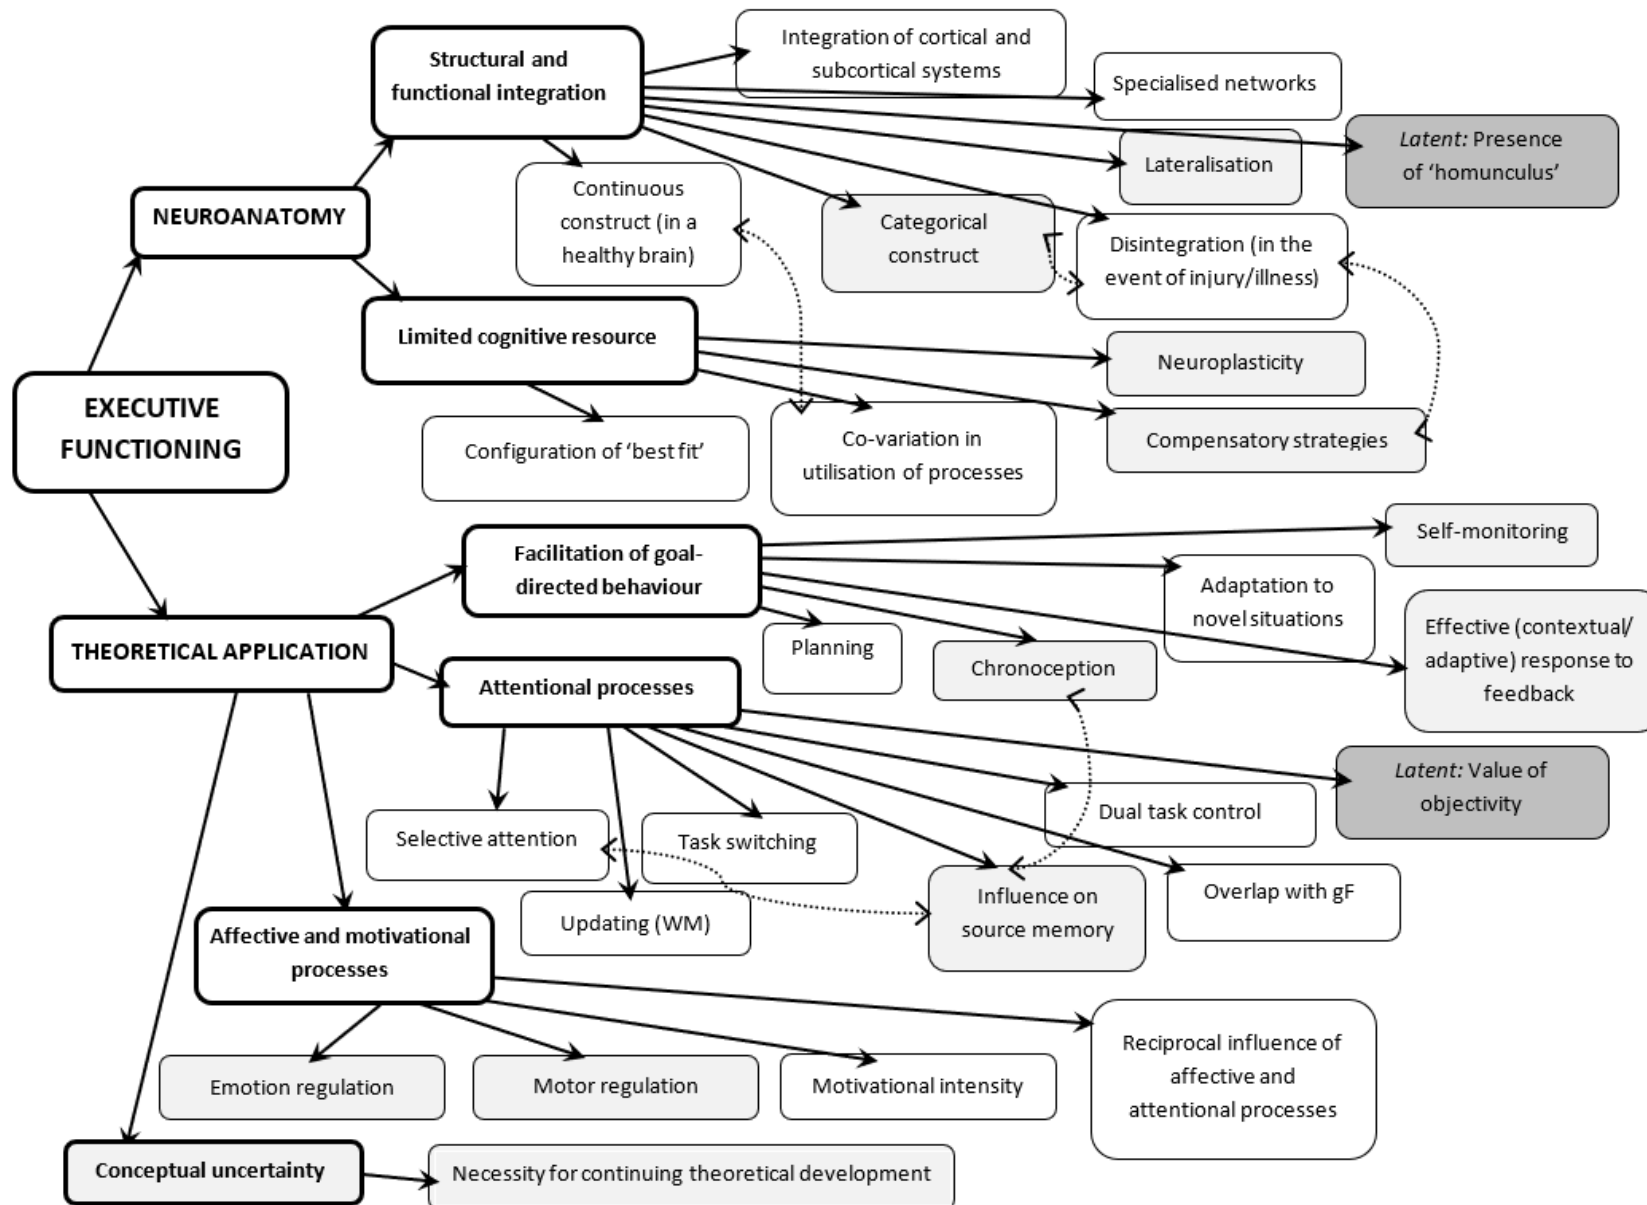 Structural and
functional integration
Integration of cortical and
subcortical systems
Specialised networks
Latent: Presence
of ‘homunculus’
Lateralisation
Continuous
construct (in a
healthy brain)
Categorical
construct
Disintegration (in the
event of injury/illness)
NEUROANATOMY
Limited cognitive resource
Neuroplasticity
Compensatory strategies
Configuration of ‘best fit’
Co-variation in
utilisation of processes
EXECUTIVE
FUNCTIONING
Facilitation of goal-
directed behaviour
Self-monitoring
Adaptation to
novel situations
Effective (contextual/
adaptive) response to
feedback
Planning
Chronoception
THEORETICAL APPLICATION
Attentional processes
Latent: Value of
objectivity
Dual task control
Selective attention
Task switching
Updating (WM)
Influence on
source memory
Overlap with gF
Affective and motivational
processes
Emotion regulation
Motor regulation
Motivational intensity
Reciprocal influence of
affective and
attentional processes
Conceptual uncertainty
Necessity for continuing theoretical development